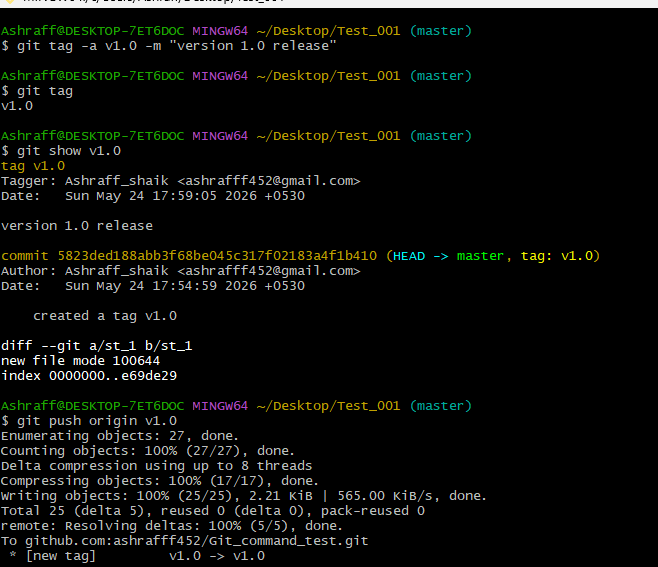 Ashraff@DESKTOP-7ET6DOC MINGW64 ~/Desktop/Test_001 (master)
$ git tag -a v1.0 -m "version 1.0 release"
Ashraff@DESKTOP-7ET6DOC MINGW64 ~/Desktop/Test_001 (master)
$ git tag
v1.0
Ashraff@DESKTOP-7ET6DOC MINGW64 ~/Desktop/Test_001 (master)
$ git show v1.0
tag v1.0
Tagger: Ashraff_shaik <ashrafff452@gmail.com>
Date:   Sun May 24 17:59:05 2026 +0530
version 1.0 release
commit 5823ded188abb3f68be045c317f02183a4f1b410 (HEAD -> master, tag: v1.0)
Author: Ashraff_shaik <ashrafff452@gmail.com>
Date:   Sun May 24 17:54:59 2026 +0530
    created a tag v1.0
diff --git a/st_1 b/st_1
new file mode 100644
index 0000000..e69de29
Ashraff@DESKTOP-7ET6DOC MINGW64 ~/Desktop/Test_001 (master)
$ git push origin v1.0
Enumerating objects: 27, done.
Counting objects: 100% (27/27), done.
Delta compression using up to 8 threads
Compressing objects: 100% (17/17), done.
Writing objects: 100% (25/25), 2.21 KiB | 565.00 KiB/s, done.
Total 25 (delta 5), reused 0 (delta 0), pack-reused 0
remote: Resolving deltas: 100% (5/5), done.
To github.com:ashrafff452/Git_command_test.git
 * [new tag]         v1.0 -> v1.0